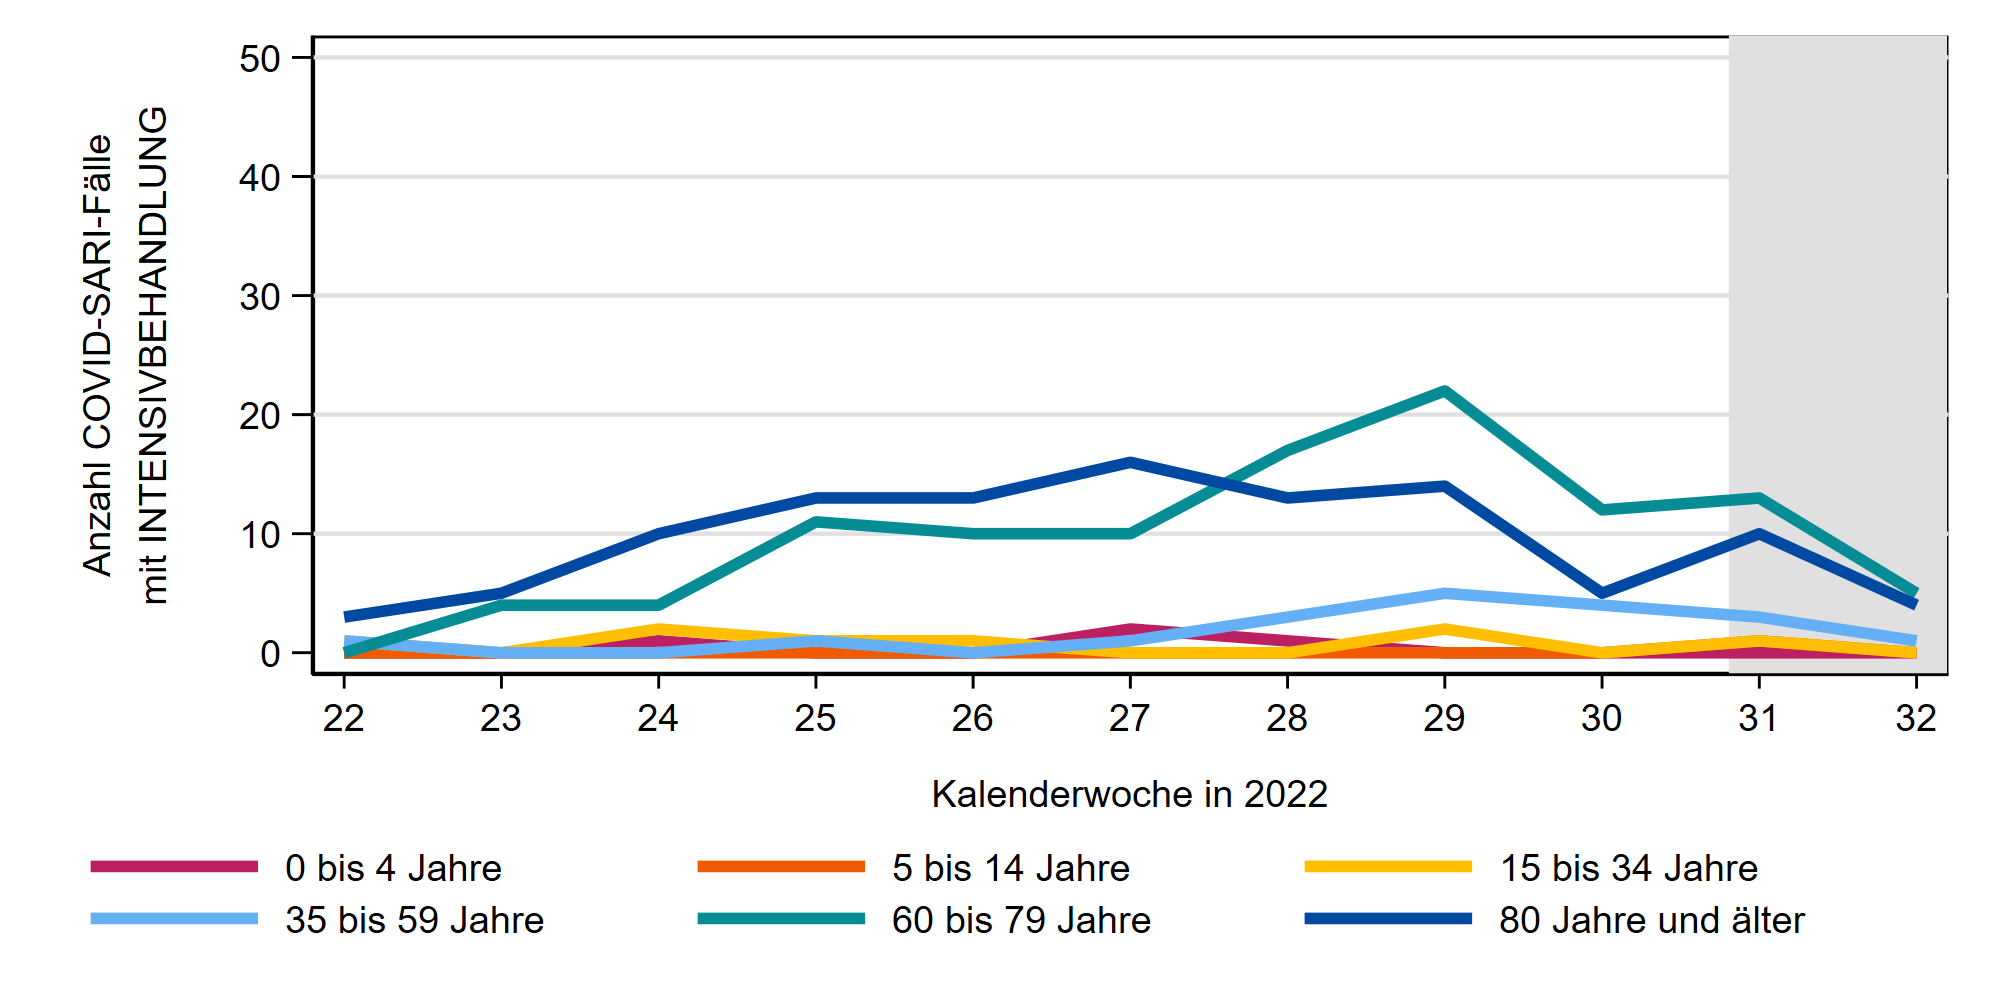 Anzahl COVID-SARI-Fälle
mit INTENSIVBEHANDLUNG
50
40
30
20
10
0
22 23 24 25 26 27 28 29 30 31 32
Kalenderwoche in 2022
0 bis 4 Jahre 5 bis 14 Jahre 15 bis 34 Jahre
35 bis 59 Jahre 60 bis 79 Jahre 80 Jahre und älter